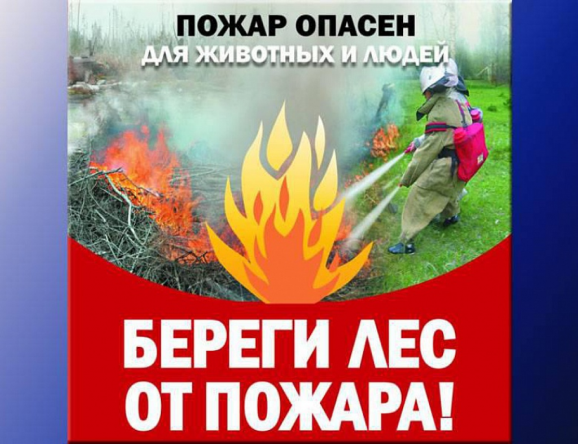 ПОЖАР ОПАСЕН
ДЛЯ ЖИВОТНЫХ И ЛЮДЕЙ
БЕРЕГИ ЛЕС
ОТ ПОЖАРА!